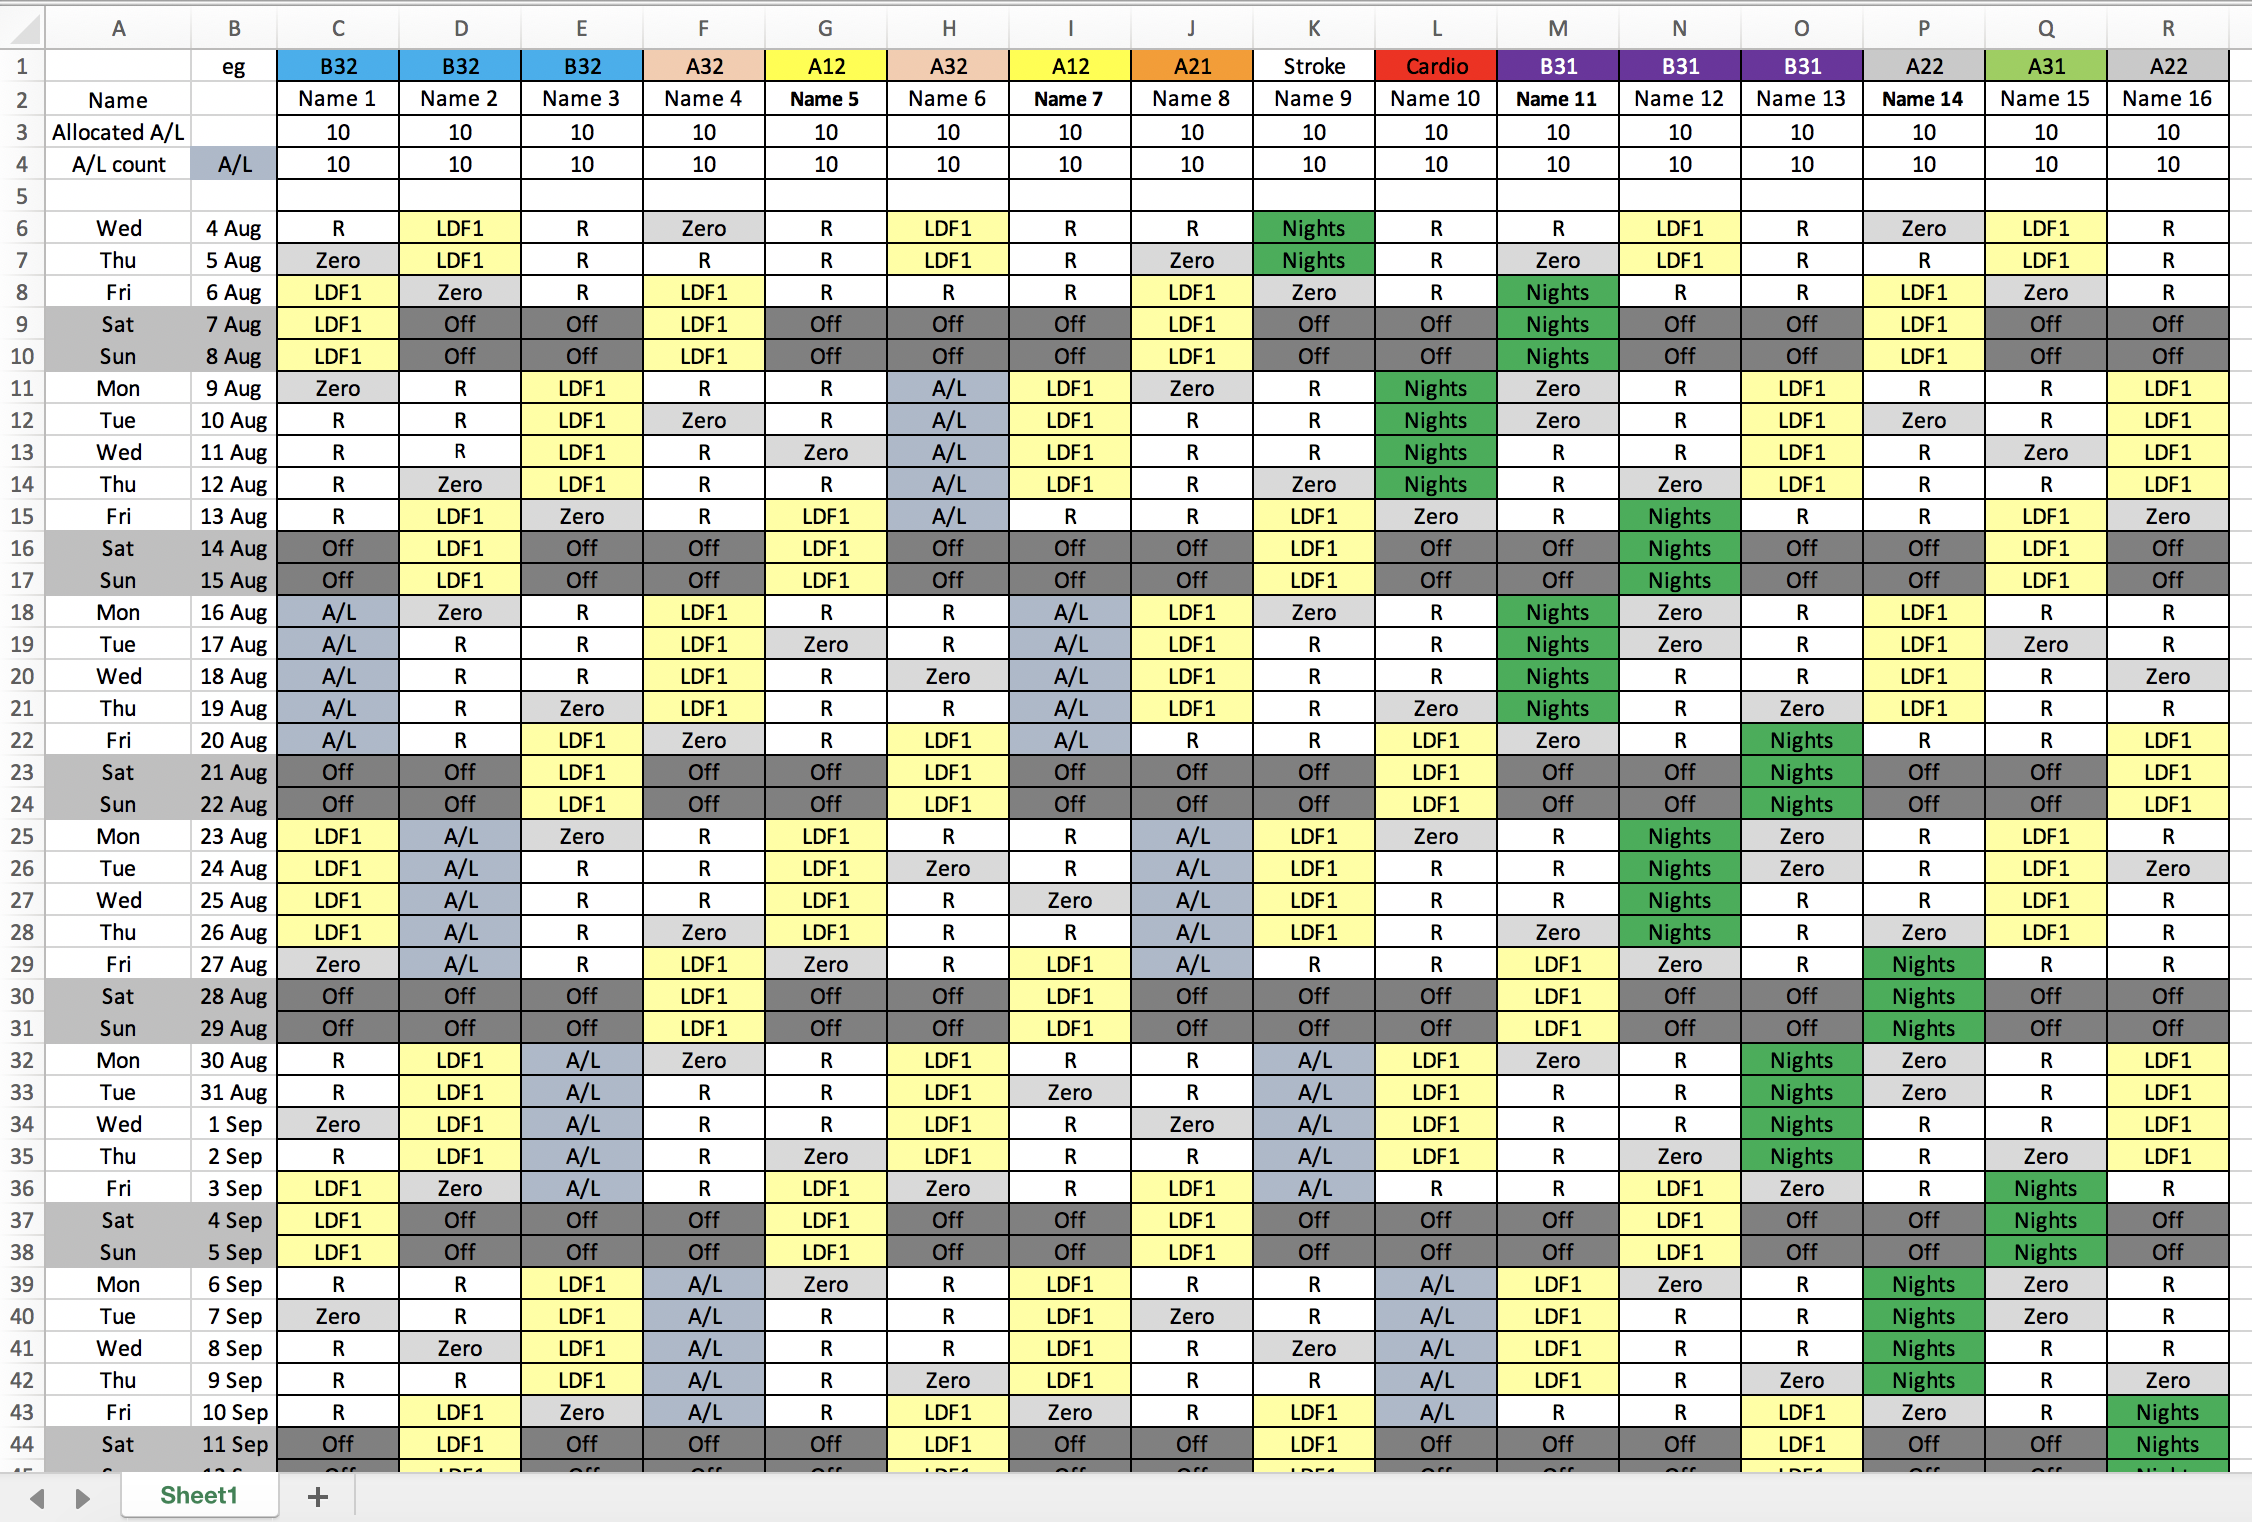 A B C D E F G H I J K L M N O P Q R
1 eg B32 B32 B32 A32 A12 A32 A12 A21 Stroke Cardio B31 B31 B31 A22 A31 A22
2 Name Name 1 Name 2 Name 3 Name 4 Name 5 Name 6 Name 7 Name 8 Name 9 Name 10 Name 11 Name 12 Name 13 Name 14 Name 15 Name 16
3 Allocated A/L 10 10 10 10 10 10 10 10 10 10 10 10 10 10 10 10
4 A/L count A/L 10 10 10 10 10 10 10 10 10 10 10 10 10 10 10 10
5
6 Wed 4 Aug R LDF1 R Zero R LDF1 R R Nights R R LDF1 R Zero LDF1 R
7 Thu 5 Aug Zero LDF1 R R R LDF1 R Zero Nights R Zero LDF1 R R LDF1 R
8 Fri 6 Aug LDF1 Zero R LDF1 R R R LDF1 Zero R Nights R R LDF1 Zero R
9 Sat 7 Aug LDF1 Off Off LDF1 Off Off Off LDF1 Off Off Nights Off Off LDF1 Off Off
10 Sun 8 Aug LDF1 Off Off LDF1 Off Off Off LDF1 Off Off Nights Off Off LDF1 Off Off
11 Mon 9 Aug Zero R LDF1 R R A/L LDF1 Zero R Nights Zero R LDF1 R R LDF1
12 Tue 10 Aug R R LDF1 Zero R A/L LDF1 R R Nights Zero R LDF1 Zero R LDF1
13 Wed 11 Aug R R LDF1 R Zero A/L LDF1 R R Nights R R LDF1 R Zero LDF1
14 Thu 12 Aug R Zero LDF1 R R A/L LDF1 R Zero Nights R Zero LDF1 R R LDF1
15 Fri 13 Aug R LDF1 Zero R LDF1 A/L R R LDF1 Zero R Nights R R LDF1 Zero
16 Sat 14 Aug Off LDF1 Off Off LDF1 Off Off Off LDF1 Off Off Nights Off Off LDF1 Off
17 Sun 15 Aug Off LDF1 Off Off LDF1 Off Off Off LDF1 Off Off Nights Off Off LDF1 Off
18 Mon 16 Aug A/L Zero R LDF1 R R A/L LDF1 Zero R Nights Zero R LDF1 R R
19 Tue 17 Aug A/L R R LDF1 Zero R A/L LDF1 R R Nights Zero R LDF1 Zero R
20 Wed 18 Aug A/L R R LDF1 R Zero A/L LDF1 R R Nights R R LDF1 R Zero
21 Thu 19 Aug A/L R Zero LDF1 R R A/L LDF1 R Zero Nights R Zero LDF1 R R
22 Fri 20 Aug A/L R LDF1 Zero R LDF1 A/L R R LDF1 Zero R Nights R R LDF1
23 Sat 21 Aug Off Off LDF1 Off Off LDF1 Off Off Off LDF1 Off Off Nights Off Off LDF1
24 Sun 22 Aug Off Off LDF1 Off Off LDF1 Off Off Off LDF1 Off Off Nights Off Off LDF1
25 Mon 23 Aug LDF1 A/L Zero R LDF1 R R A/L LDF1 Zero R Nights Zero R LDF1 R
26 Tue 24 Aug LDF1 A/L R R LDF1 Zero R A/L LDF1 R R Nights Zero R LDF1 Zero
27 Wed 25 Aug LDF1 A/L R R LDF1 R Zero A/L LDF1 R R Nights R R LDF1 R
28 Thu 26 Aug LDF1 A/L R Zero LDF1 R R A/L LDF1 R Zero Nights R Zero LDF1 R
29 Fri 27 Aug Zero A/L R LDF1 Zero R LDF1 A/L R R LDF1 Zero R Nights R R
30 Sat 28 Aug Off Off Off LDF1 Off Off LDF1 Off Off Off LDF1 Off Off Nights Off Off
31 Sun 29 Aug Off Off Off LDF1 Off Off LDF1 Off Off Off LDF1 Off Off Nights Off Off
32 Mon 30 Aug R LDF1 A/L Zero R LDF1 R R A/L LDF1 Zero R Nights Zero R LDF1
33 Tue 31 Aug R LDF1 A/L R R LDF1 Zero R A/L LDF1 R R Nights Zero R LDF1
34 Wed 1 Sep Zero LDF1 A/L R R LDF1 R Zero A/L LDF1 R R Nights R R LDF1
35 Thu 2 Sep R LDF1 A/L R Zero LDF1 R R A/L LDF1 R Zero Nights R Zero LDF1
36 Fri 3 Sep LDF1 Zero A/L R LDF1 Zero R LDF1 A/L R R LDF1 Zero R Nights R
37 Sat 4 Sep LDF1 Off Off Off LDF1 Off Off LDF1 Off Off Off LDF1 Off Off Nights Off
38 Sun 5 Sep LDF1 Off Off Off LDF1 Off Off LDF1 Off Off Off LDF1 Off Off Nights Off
39 Mon 6 Sep R R LDF1 A/L Zero R LDF1 R R A/L LDF1 Zero R Nights Zero R
40 Tue 7 Sep Zero R LDF1 A/L R R LDF1 Zero R A/L LDF1 R R Nights Zero R
41 Wed 8 Sep R Zero LDF1 A/L R R LDF1 R Zero A/L LDF1 R R Nights R R
42 Thu 9 Sep R R LDF1 A/L R Zero LDF1 R R A/L LDF1 R Zero Nights R Zero
43 Fri 10 Sep R LDF1 Zero A/L R LDF1 Zero R LDF1 A/L R R LDF1 Zero R Nights
44 Sat 11 Sep Off LDF1 Off Off Off LDF1 Off Off LDF1 Off Off Off LDF1 Off Off Nights
Sheet1